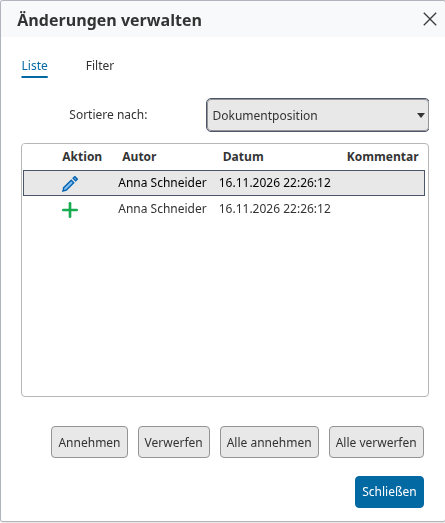 Änderungen verwalten
Liste Filter
Sortiere nach: Dokumentposition
Aktion Autor Datum Kommentar
Anna Schneider 16.11.2026 22:26:12
Anna Schneider 16.11.2026 22:26:12
Annehmen Verwerfen Alle annehmen Alle verwerfen
Schließen